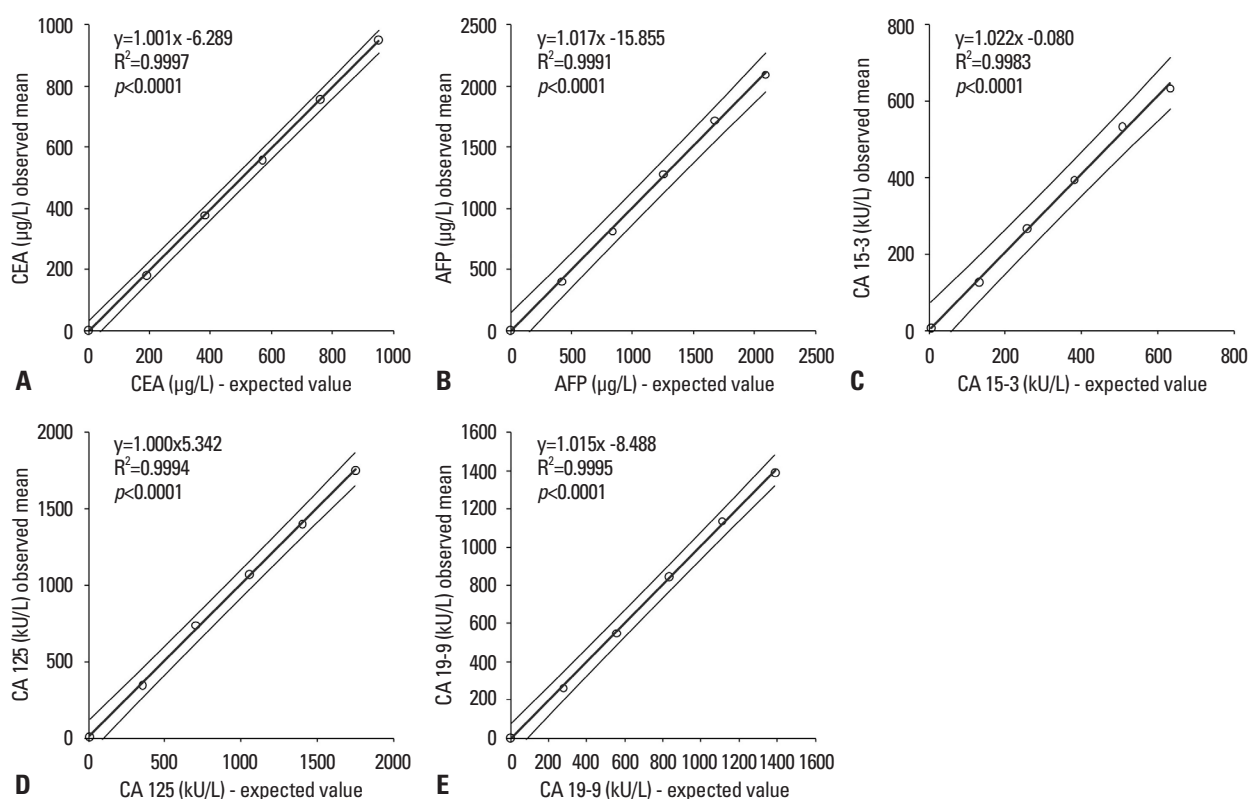 y=1.001x -6.289
R²=0.9997
p<0.0001
1000
800
600
400
200
0
CEA (µg/L) observed mean
0 200 400 600 800 1000
CEA (µg/L) - expected value
A
y=1.017x -15.855
R²=0.9991
p<0.0001
2500
2000
1500
1000
500
0
AFP (µg/L) observed mean
0 500 1000 1500 2000 2500
AFP (µg/L) - expected value
B
y=1.022x -0.080
R²=0.9983
p<0.0001
800
600
400
200
0
CA 15-3 (kU/L) observed mean
0 200 400 600 800
CA 15-3 (kU/L) - expected value
C
y=1.000x5.342
R²=0.9994
p<0.0001
2000
1500
1000
500
0
CA 125 (kU/L) observed mean
0 500 1000 1500 2000
CA 125 (kU/L) - expected value
D
y=1.015x -8.488
R²=0.9995
p<0.0001
1600
1400
1200
1000
800
600
400
200
0
CA 19-9 (kU/L) observed mean
0 200 400 600 800 1000 1200 1400 1600
CA 19-9 (kU/L) - expected value
E